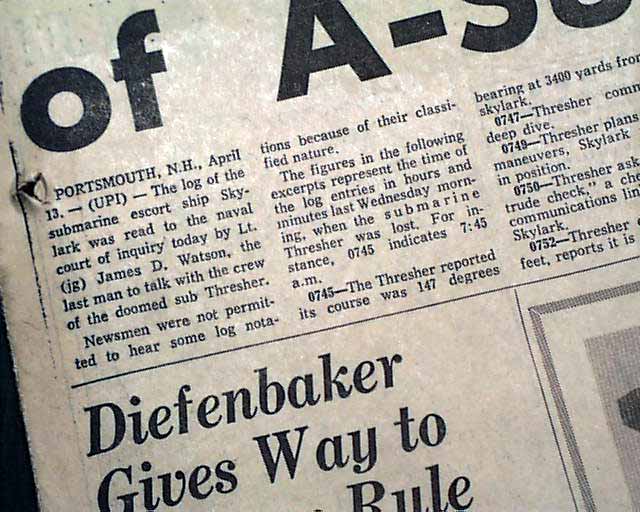 of A-Su
PORTSMOUTH, N.H., April
13. — (UPI) — The log of the
submarine escort ship Sky-
lark was read to the naval
court of inquiry today by Lt.
(jg) James D. Watson, the
last man to talk with the crew
of the doomed sub Thresher.
Newsmen were not permit-
ted to hear some log nota-
tions because of their classi-
fied nature.
The figures in the following
excerpts represent the time of
the log entries in hours and
minutes last Wednesday morn-
ing, when the submarine
Thresher was lost. For in-
stance, 0745 indicates 7:45
a.m.
0745—The Thresher reported
its course was 147 degrees
bearing at 3400 yards from
skylark.
0747—Thresher comm
deep dive.
0749—Thresher plans
maneuvers, Skylark
in position.
0750—Thresher ask
trude check," a che
communications lin
Skylark.
0752—Thresher
feet, reports it is
Diefenbaker
Gives Way to
Rule